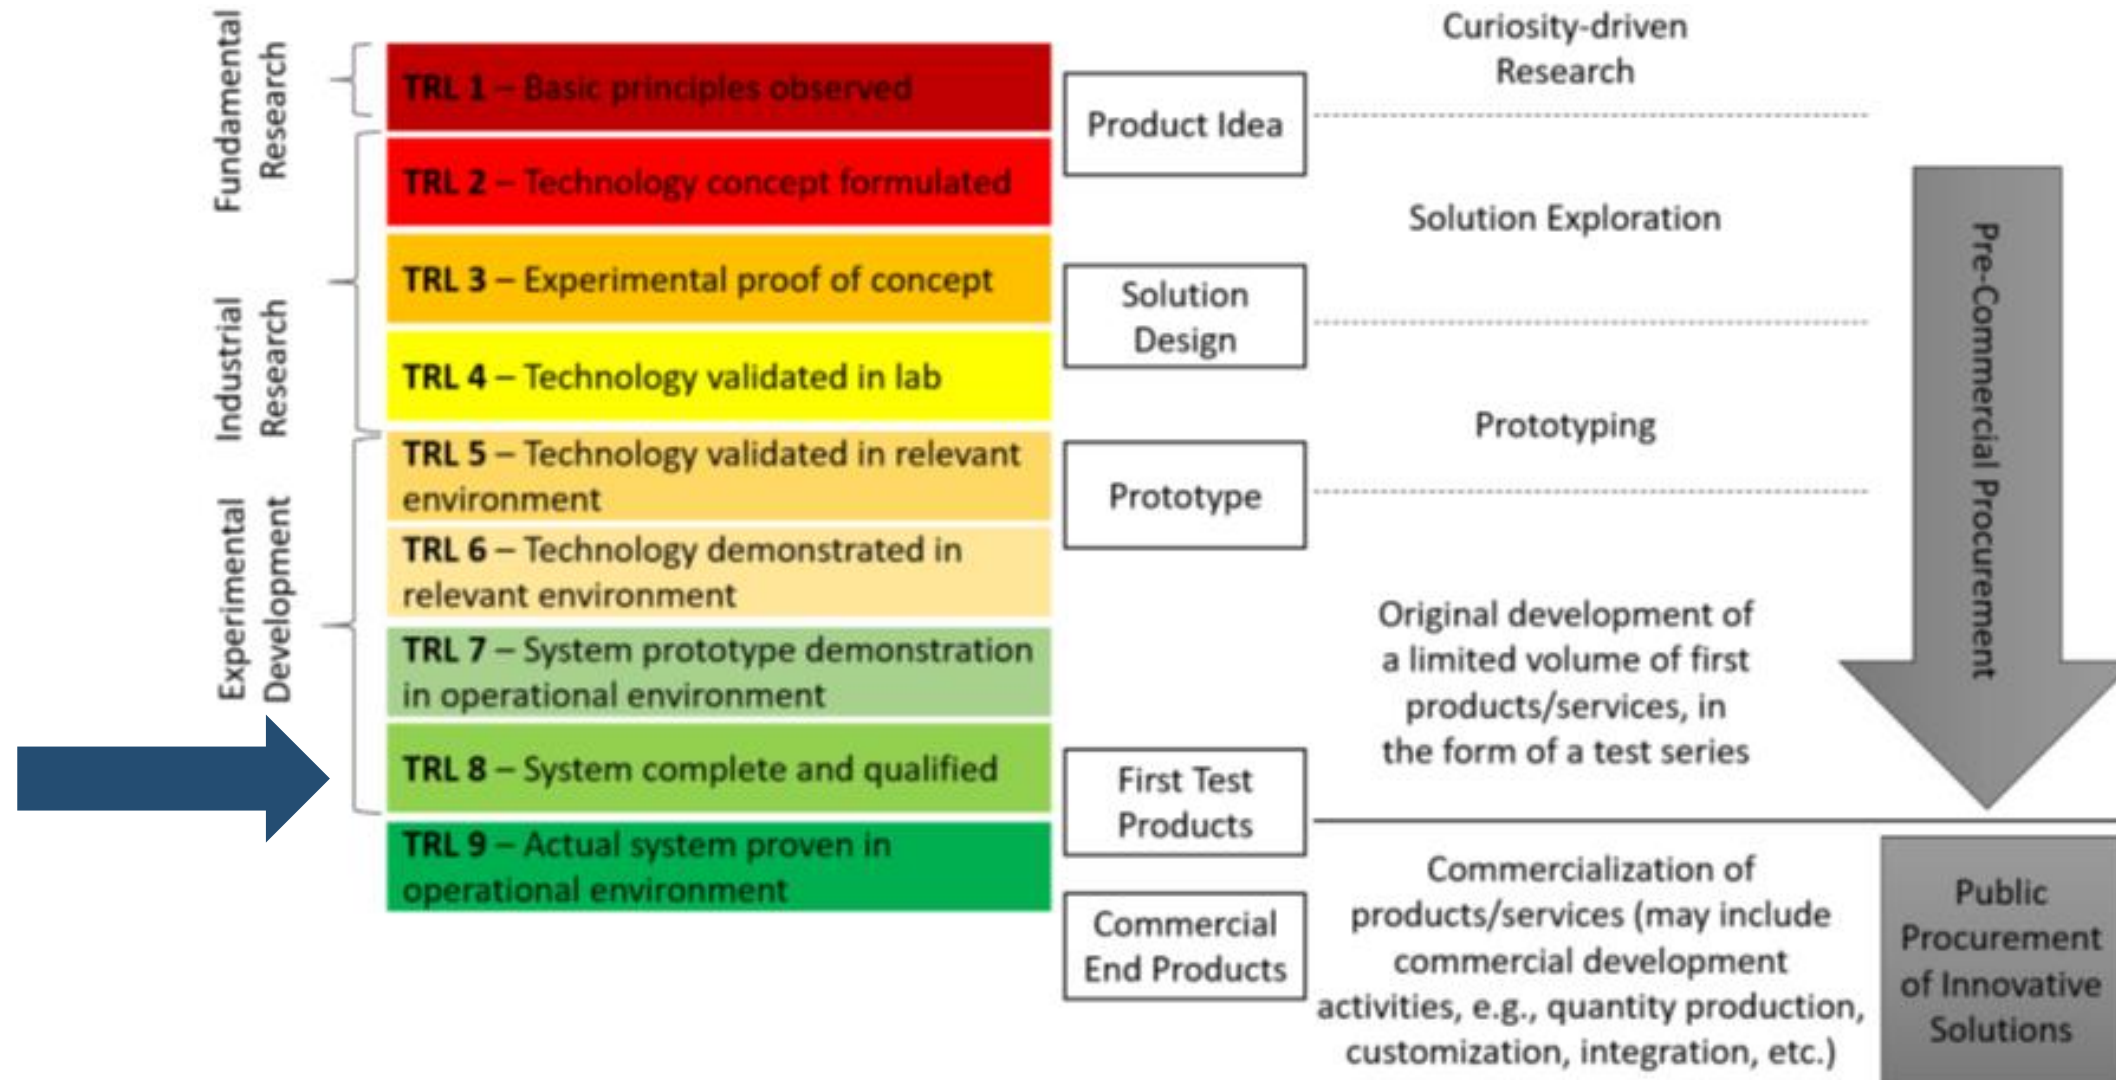 Fundamental
Research
Industrial
Research
Experimental
Development
TRL 1 – Basic principles observed
TRL 2 – Technology concept formulated
TRL 3 – Experimental proof of concept
TRL 4 – Technology validated in lab
TRL 5 – Technology validated in relevant
environment
TRL 6 – Technology demonstrated in
relevant environment
TRL 7 – System prototype demonstration
in operational environment
TRL 8 – System complete and qualified
TRL 9 – Actual system proven in
operational environment
Product Idea
Solution
Design
Prototype
First Test
Products
Commercial
End Products
Curiosity-driven
Research
Solution Exploration
Prototyping
Original development of
a limited volume of first
products/services, in
the form of a test series
Commercialization of
products/services (may include
commercial development
activities, e.g., quantity production,
customization, integration, etc.)
Pre-Commercial Procurement
Public
Procurement
of Innovative
Solutions